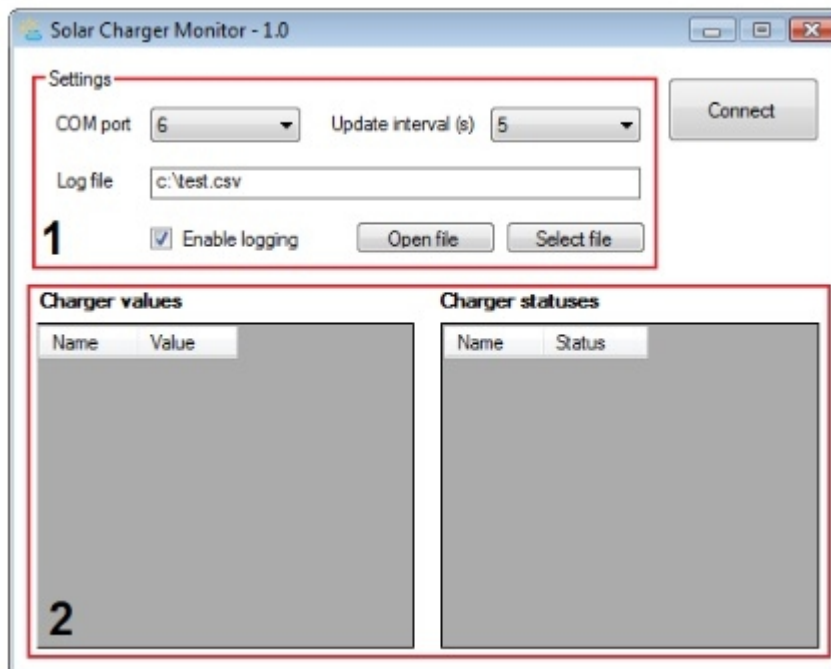 Solar Charger Monitor - 1.0
Settings
COM port 6 Update interval (s) 5 Connect
Log file c:\test.csv
1 Enable logging Open file Select file
Charger values Charger statuses
Name Value Name Status
2